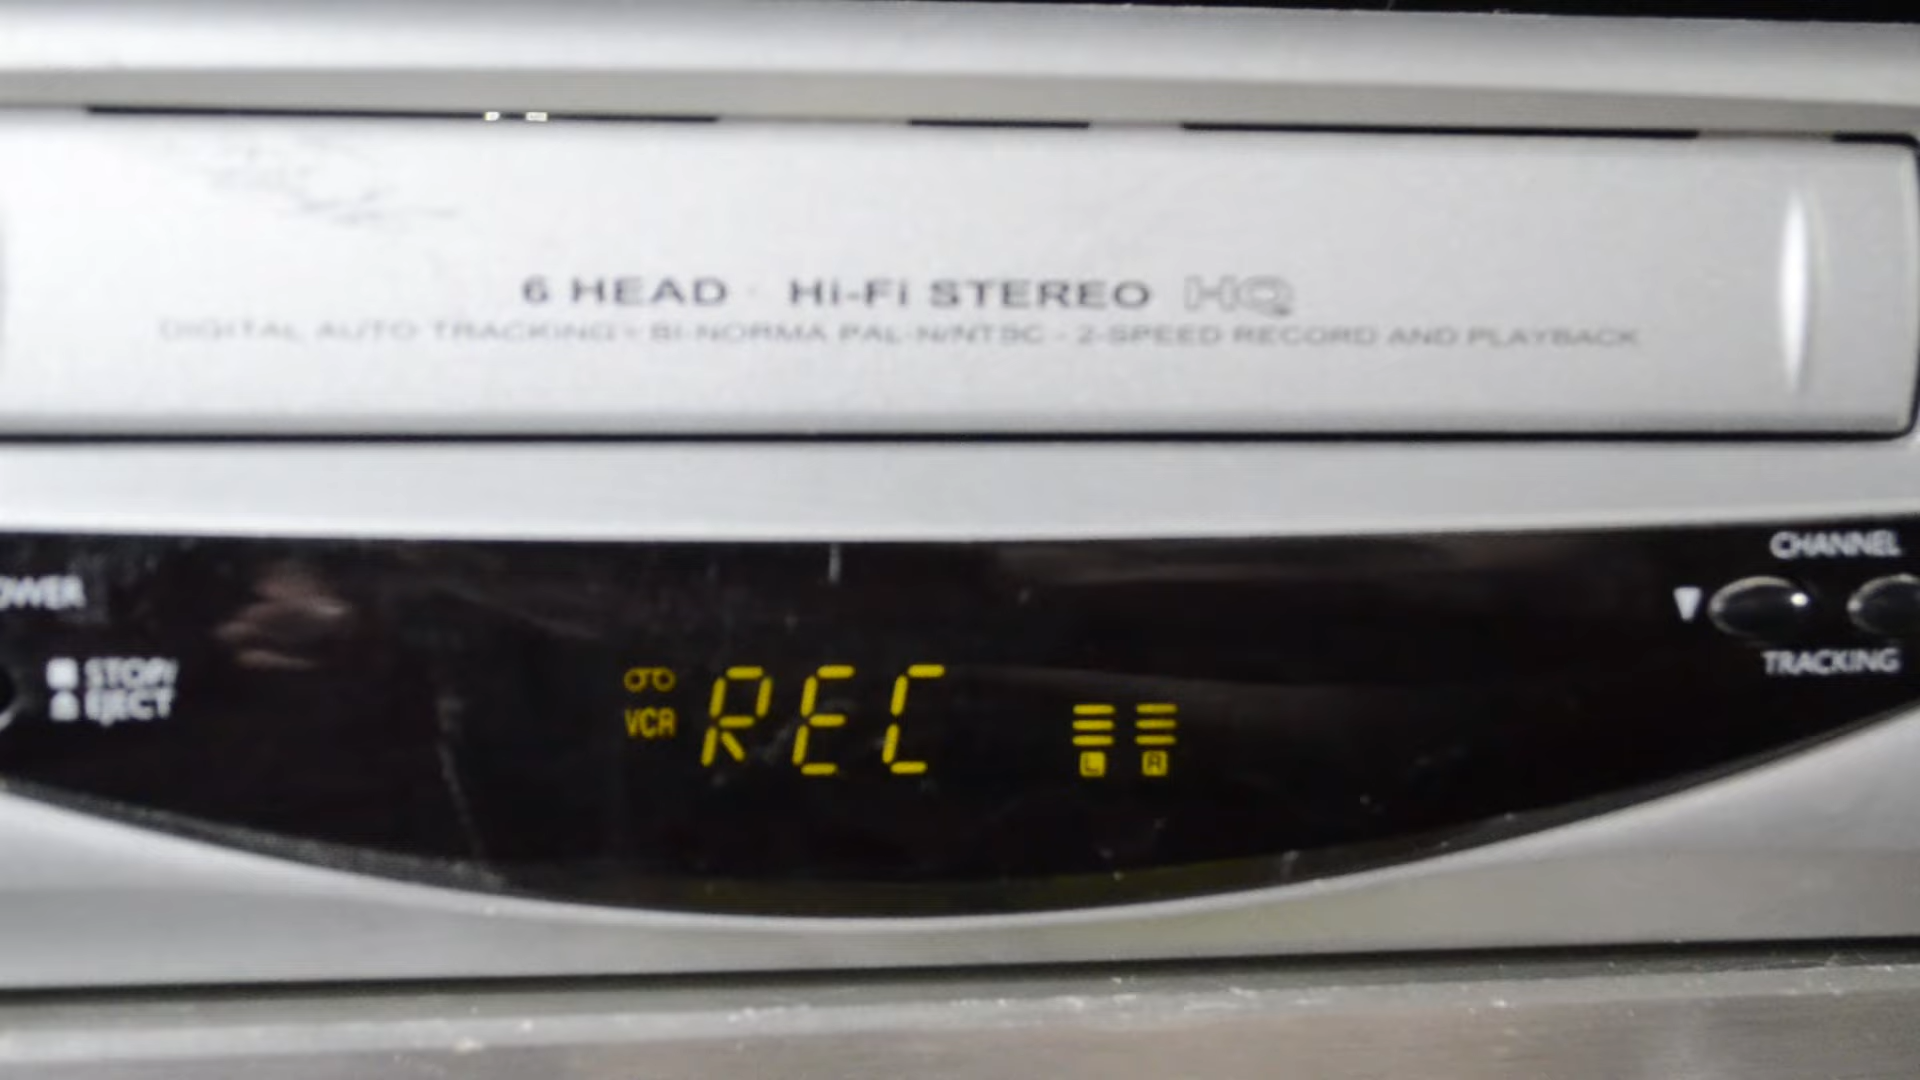 6 HEAD · Hi-Fi STEREO HQ
DIGITAL AUTO TRACKING - BI-NORMA PAL-N/NTSC - 2-SPEED RECORD AND PLAYBACK
CHANNEL
OWER
STOP/
EJECT
TRACKING
VCR REC
L R